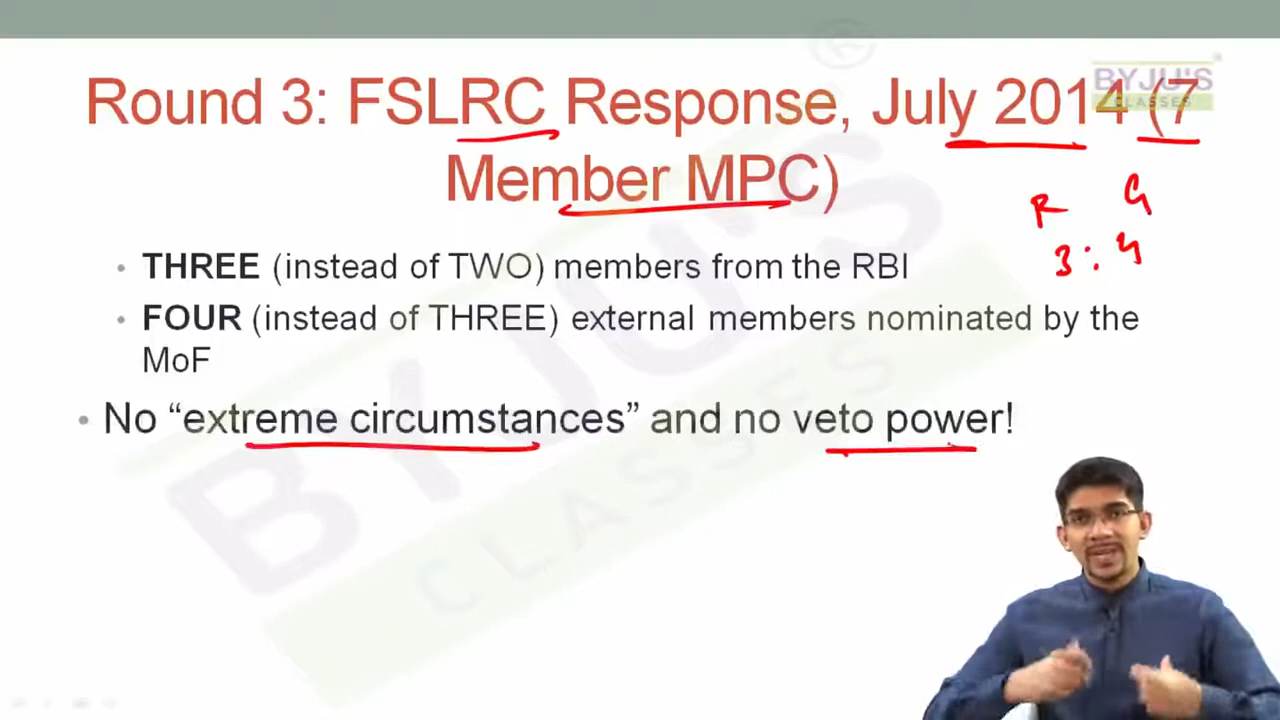 BYJU'S
CLASSES
®
Round 3: FSLRC Response, July 2014 (7
Member MPC)
R G
3 : 4
• THREE (instead of TWO) members from the RBI
• FOUR (instead of THREE) external members nominated by the
MoF
• No “extreme circumstances” and no veto power!
BYJU'S
CLASSES